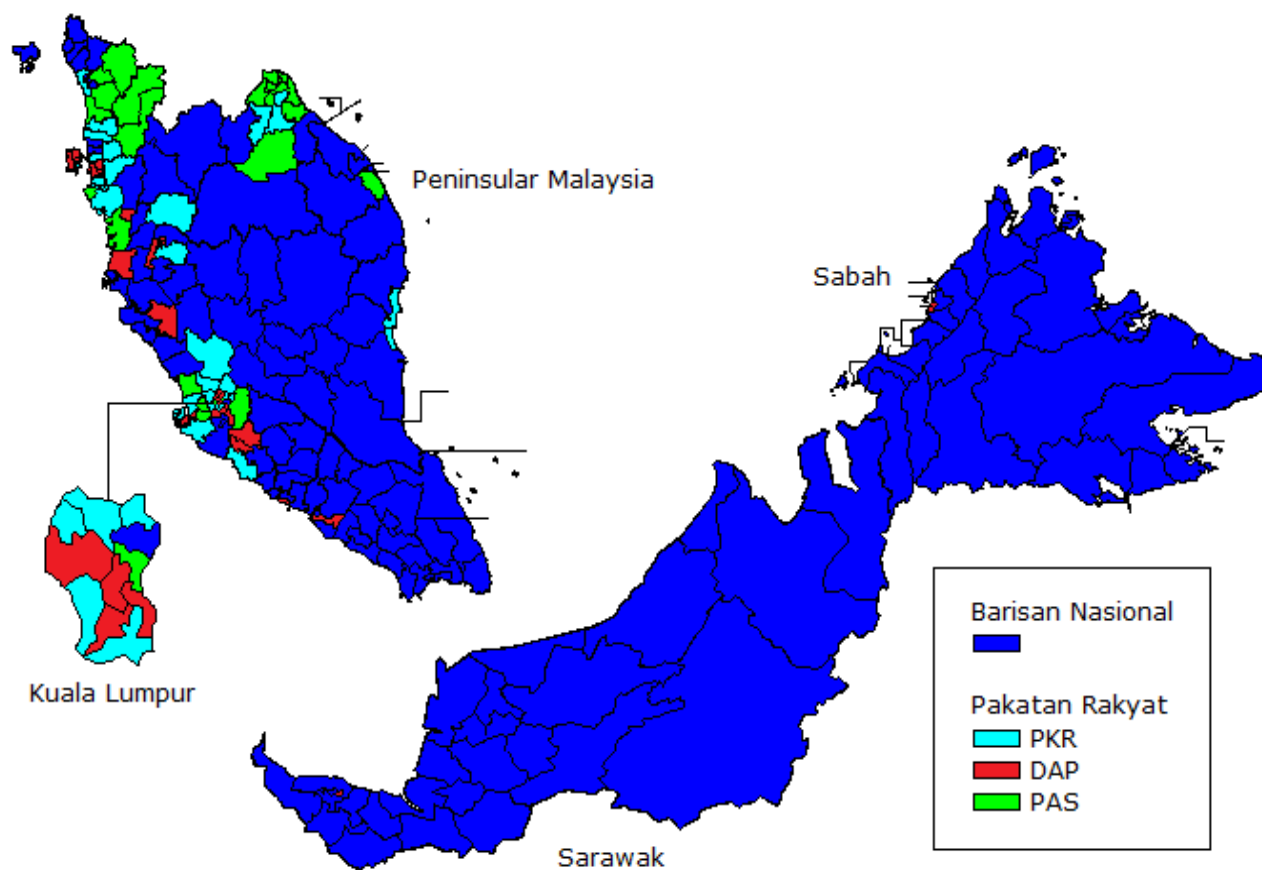 Peninsular Malaysia
Sabah
Kuala Lumpur
Sarawak
Barisan Nasional
Pakatan Rakyat
PKR
DAP
PAS